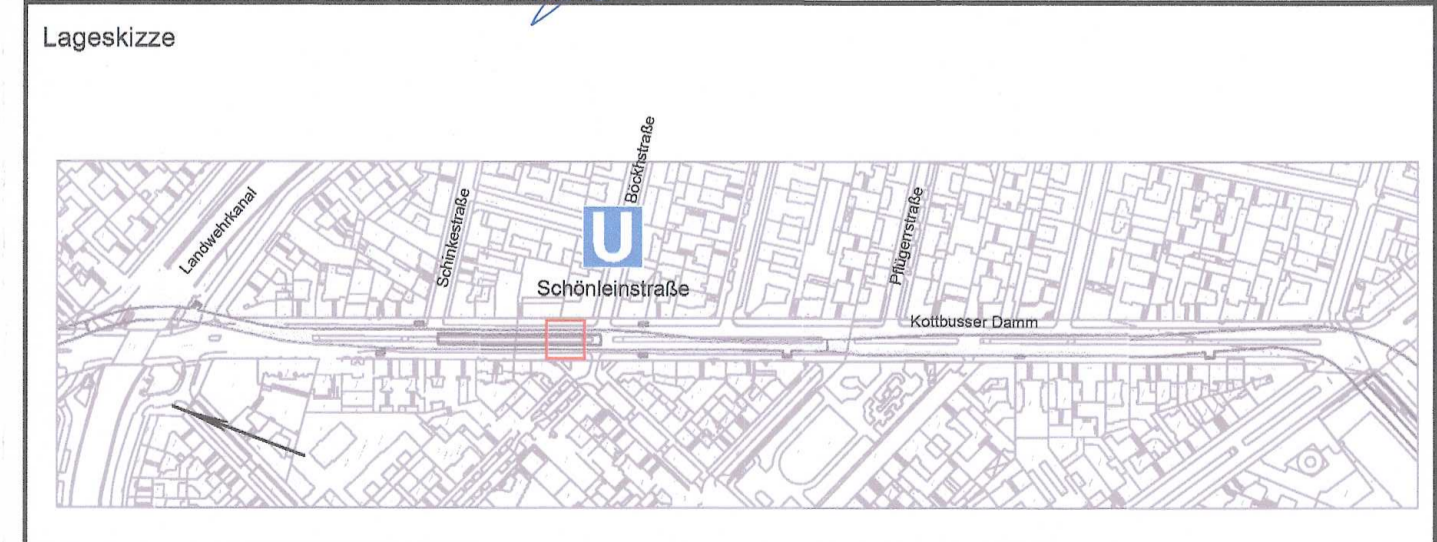 Lageskizze
Landwehrkanal
Schinkestraße
Böckhstraße
U
Schönleinstraße
Pflügerstraße
Kottbusser Damm